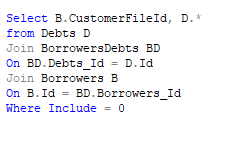 Select B.CustomerFileId, D.*
from Debts D
Join BorrowersDebts BD
On BD.Debts_Id = D.Id
Join Borrowers B
On B.Id = BD.Borrowers_Id
Where Include = 0